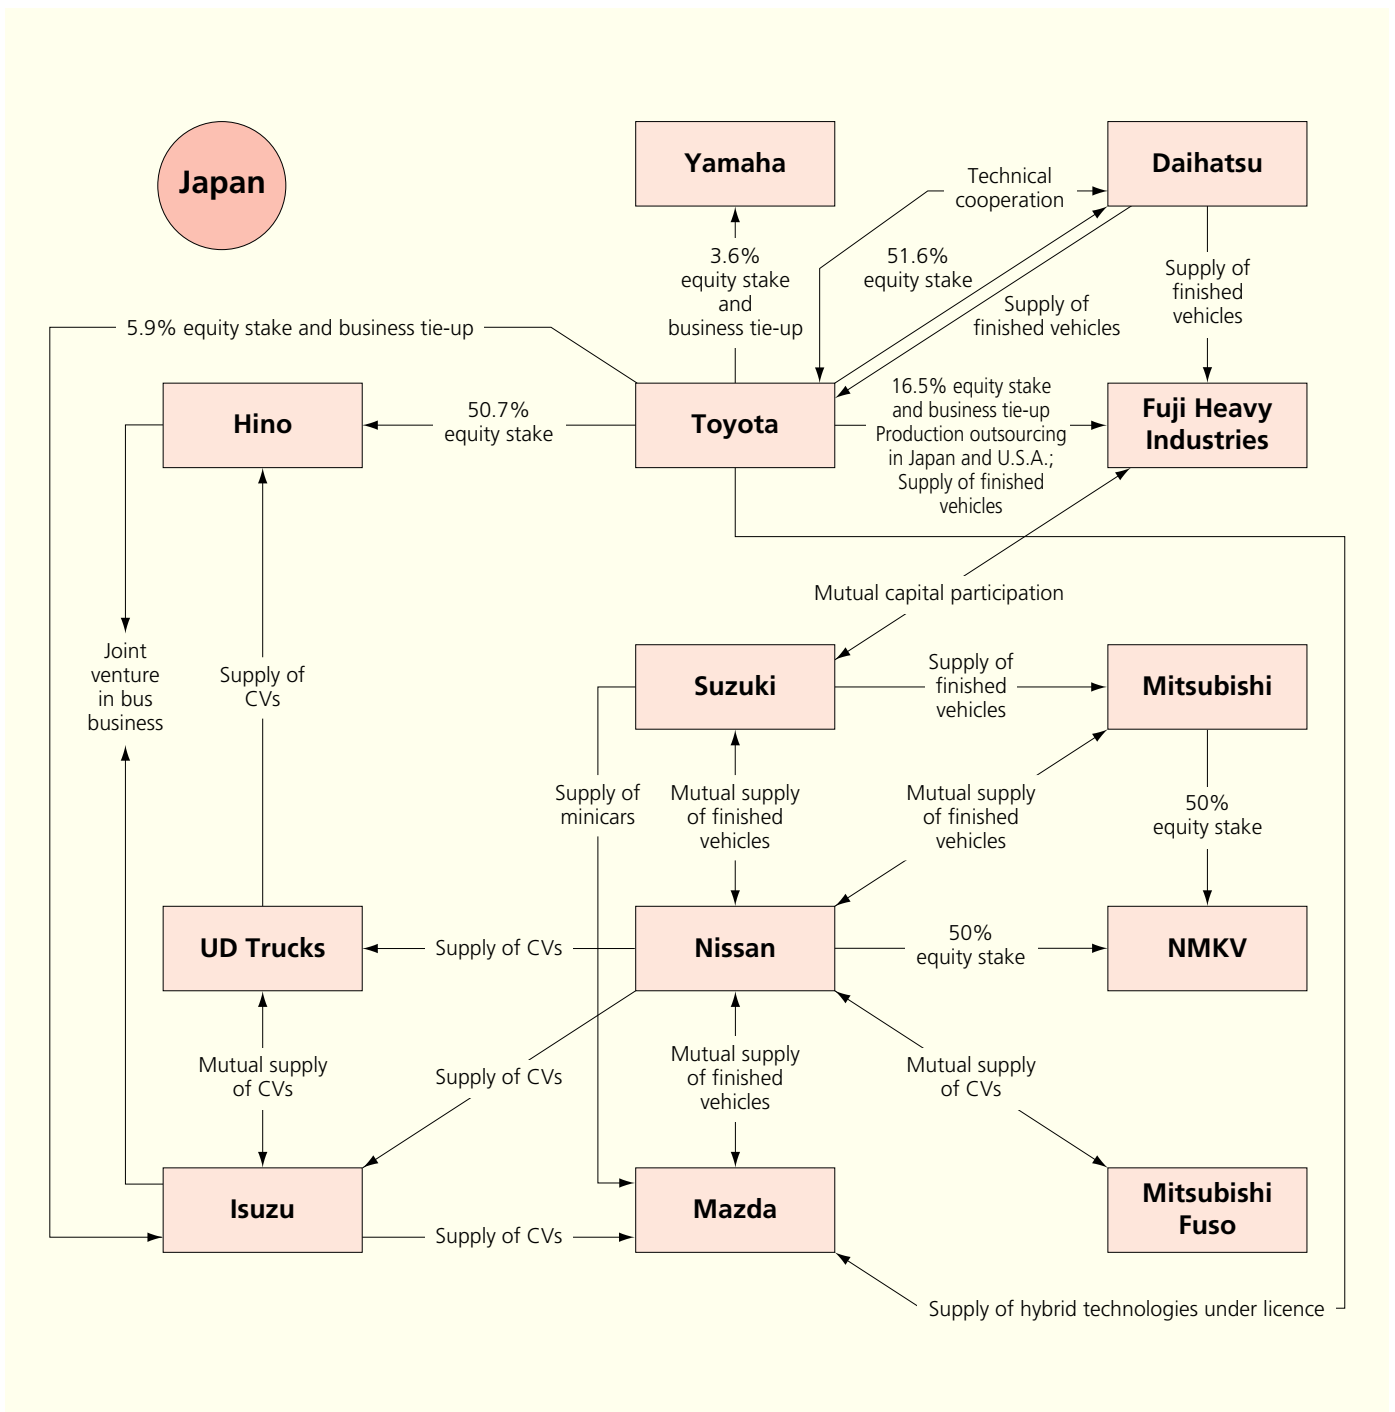 Japan
Yamaha
Daihatsu
Technical
cooperation
3.6%
equity stake
and
business tie-up
51.6%
equity stake
Supply of
finished vehicles
Supply of
finished
vehicles
5.9% equity stake and business tie-up
Hino
50.7%
equity stake
Toyota
16.5% equity stake
and business tie-up
Production outsourcing
in Japan and U.S.A.;
Supply of finished
vehicles
Fuji Heavy
Industries
Mutual capital participation
Joint
venture
in bus
business
Supply of
CVs
Suzuki
Supply of
finished
vehicles
Mitsubishi
Supply of
minicars
Mutual supply
of finished
vehicles
Mutual supply
of finished
vehicles
50%
equity stake
UD Trucks
Supply of CVs
Nissan
50%
equity stake
NMKV
Mutual supply
of CVs
Supply of CVs
Mutual supply
of finished
vehicles
Mutual supply
of CVs
Isuzu
Supply of CVs
Mazda
Mitsubishi
Fuso
Supply of hybrid technologies under licence